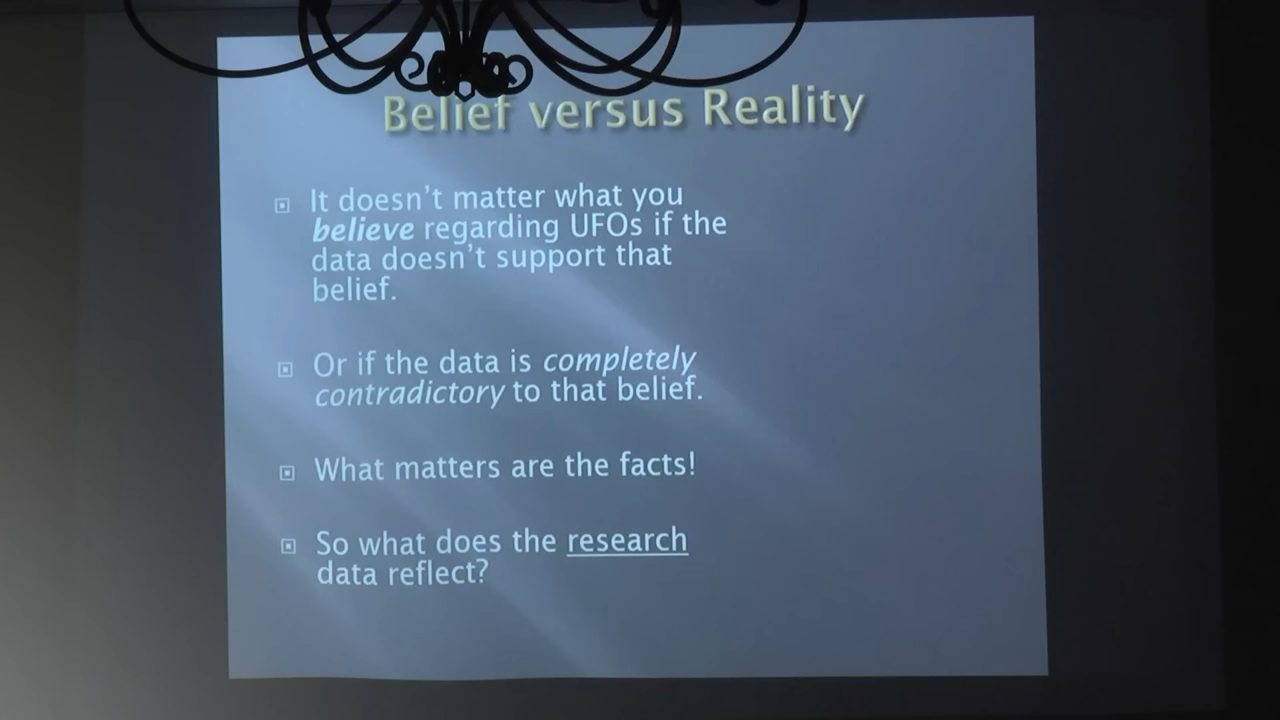 Belief versus Reality
It doesn't matter what you
believe regarding UFOs if the
data doesn't support that
belief.
Or if the data is completely
contradictory to that belief.
What matters are the facts!
So what does the research
data reflect?